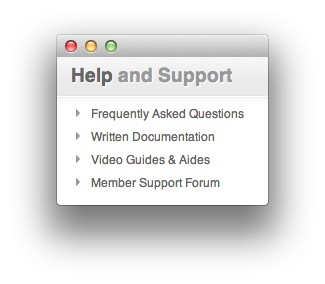 Help and Support
Frequently Asked Questions
Written Documentation
Video Guides & Aides
Member Support Forum